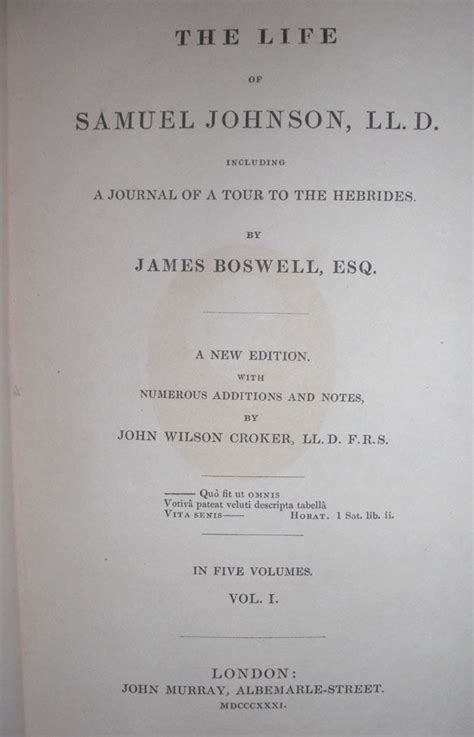 THE LIFE
OF
SAMUEL JOHNSON, LL. D.
INCLUDING
A JOURNAL OF A TOUR TO THE HEBRIDES.
BY
JAMES BOSWELL, ESQ.
A NEW EDITION.
WITH
NUMEROUS ADDITIONS AND NOTES,
BY
JOHN WILSON CROKER, LL. D. F. R. S.
——— Quò fit ut OMNIS
Votivâ pateat veluti descripta tabellâ
VITA SENIS—— HORAT. 1 Sat. lib. ii.
IN FIVE VOLUMES.
VOL. I.
LONDON:
JOHN MURRAY, ALBEMARLE-STREET.
MDCCCXXXI.